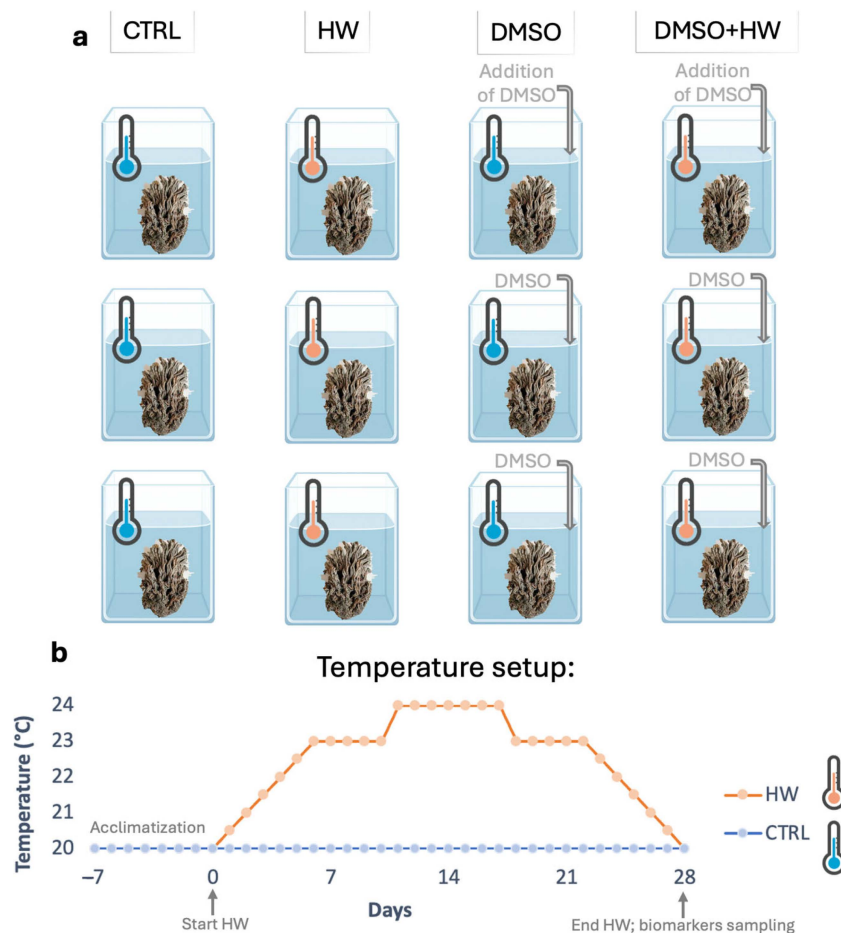 a
CTRL
HW
DMSO
DMSO+HW
Addition
of DMSO
Addition
of DMSO
DMSO
DMSO
DMSO
DMSO
b
Temperature setup:
Temperature (°C)
24
23
22
21
20
Acclimatization
HW
CTRL
−7
0
7
14
21
28
Start HW
Days
End HW; biomarkers sampling